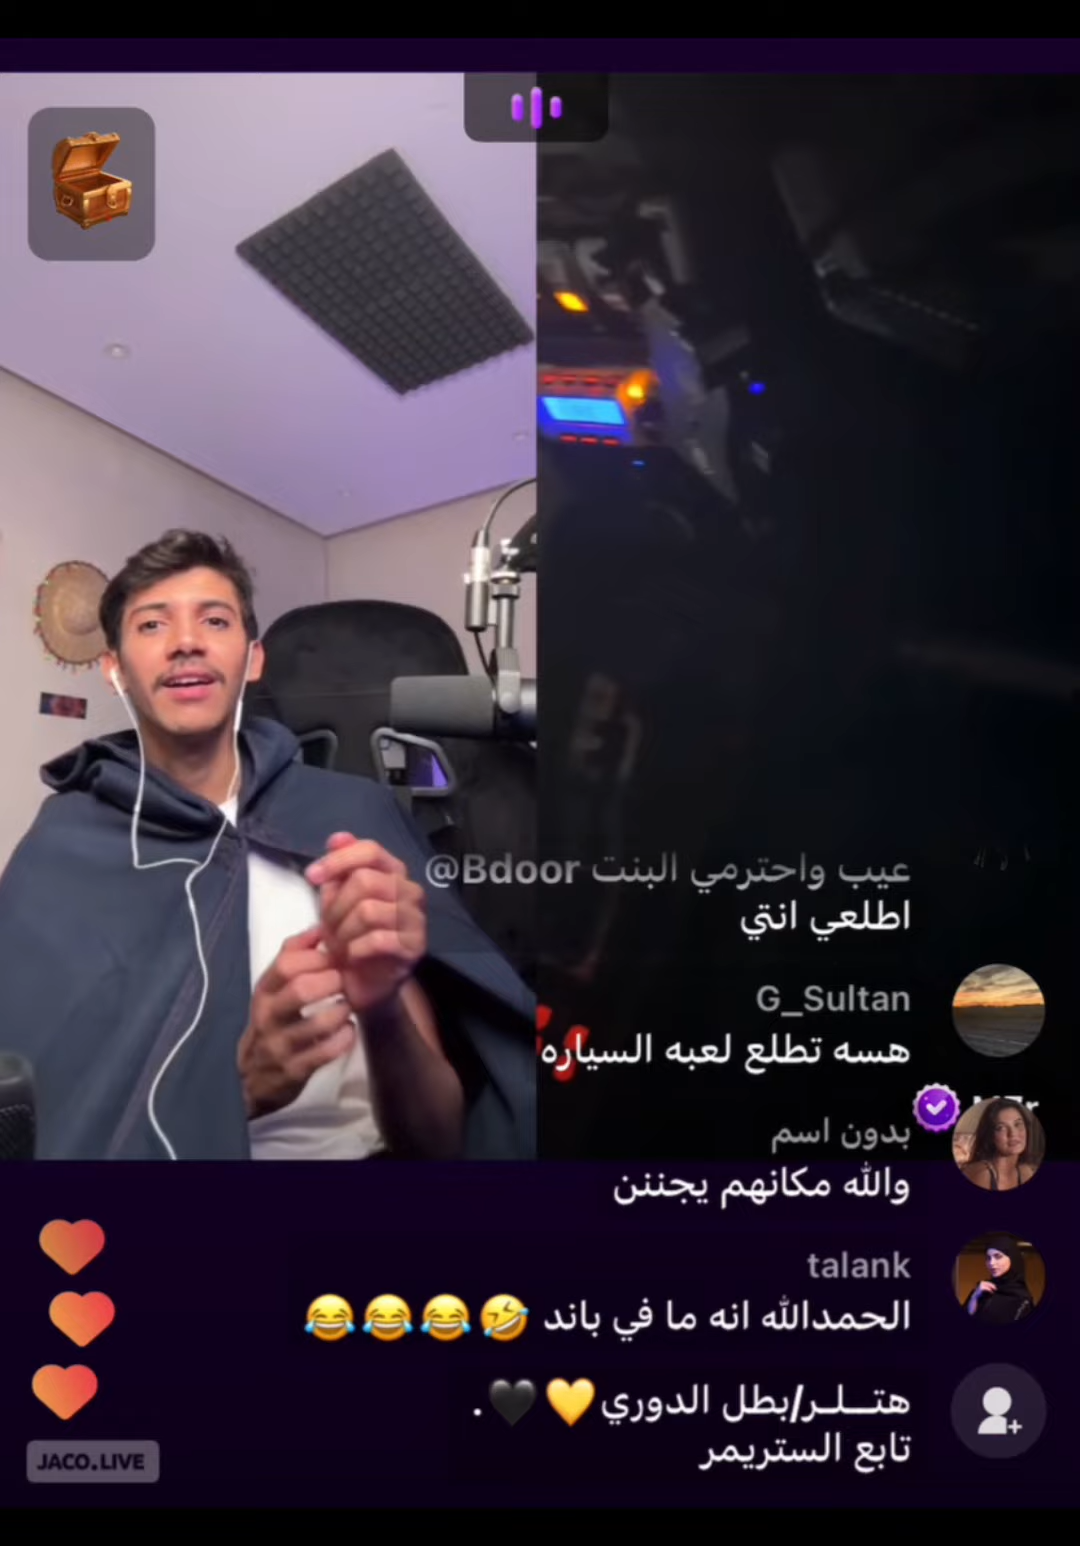 @Bdoor عيب واحترمي البنت
اطلعي انتي
G_Sultan
هسه تطلع لعبه السياره
بدون اسم
والله مكانهم يجننن
talank
الحمدالله انه ما في باند 🤣😂😂😂
هتـــلـــر/بطل الدوري💛🖤.
تابع الستريمر
JACO.LIVE